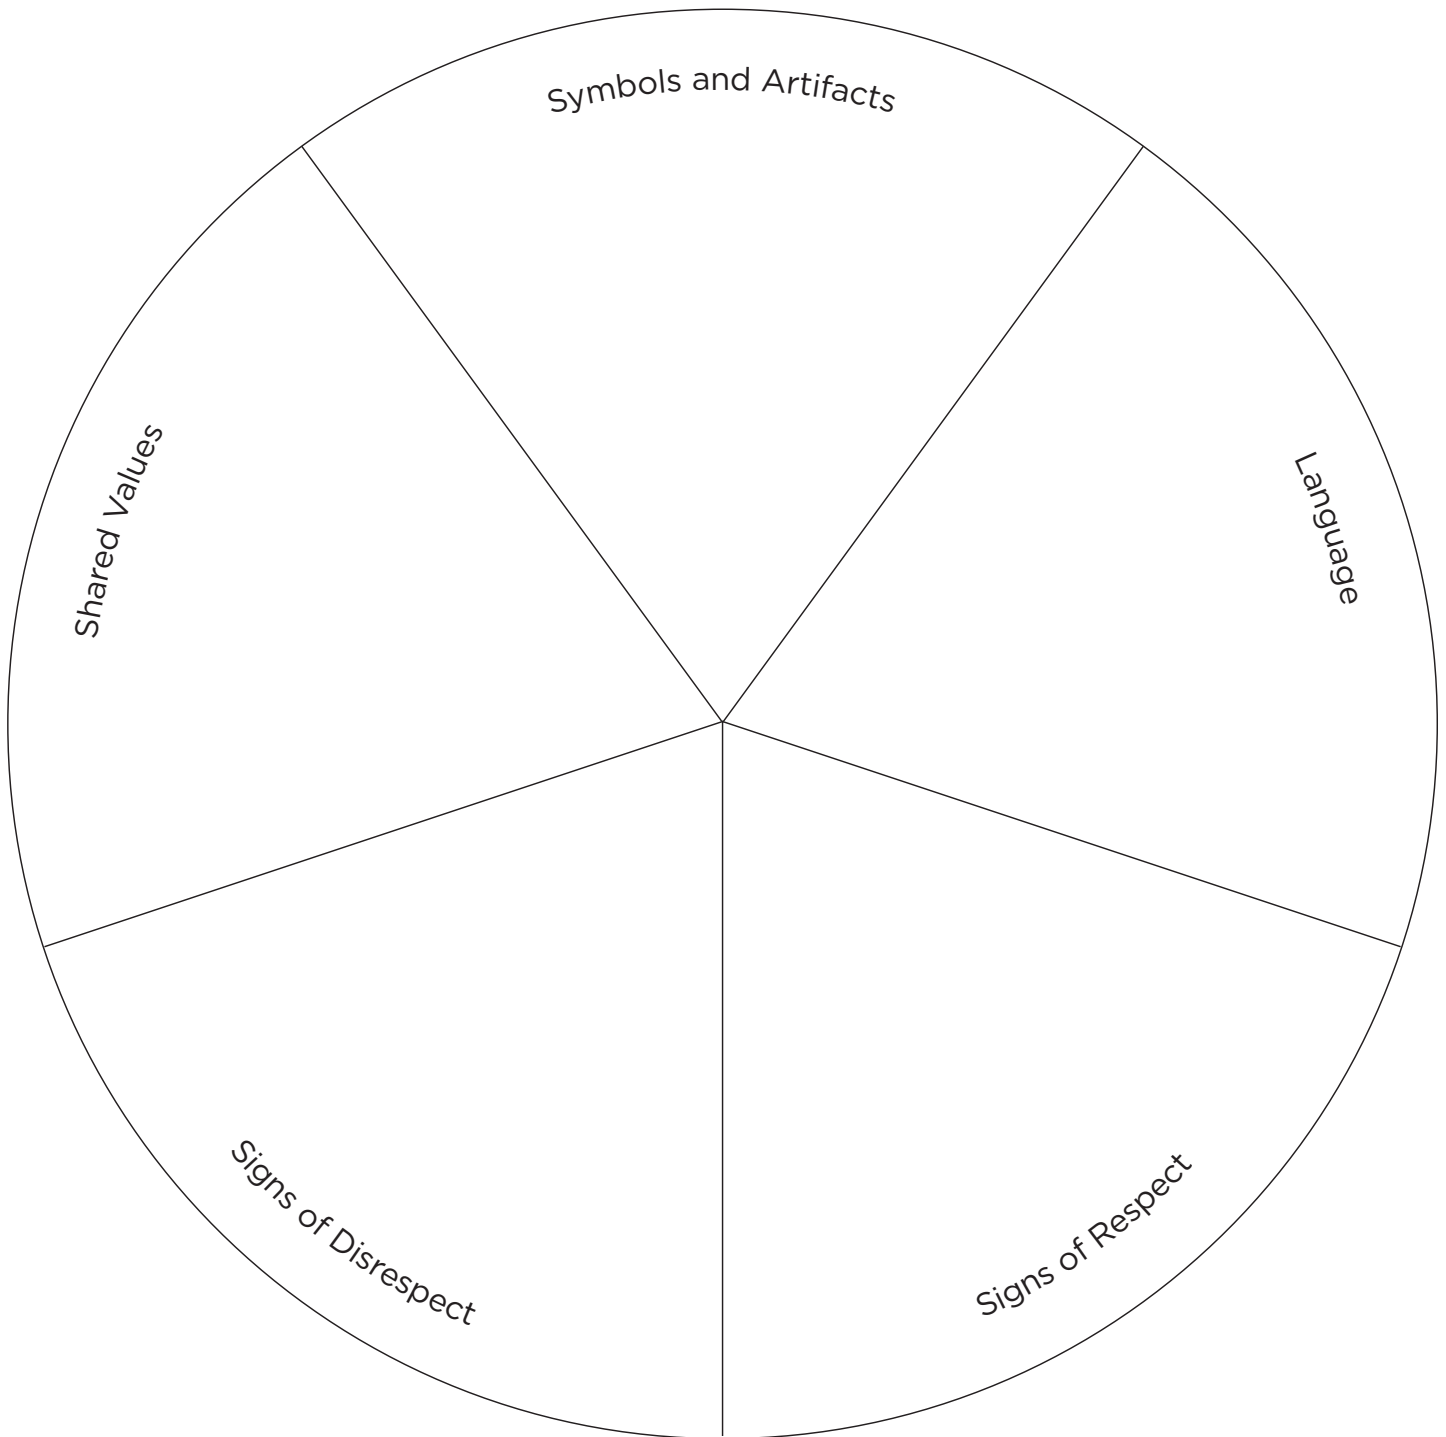 Symbols and Artifacts
Shared Values
Language
Signs of Disrespect
Signs of Respect